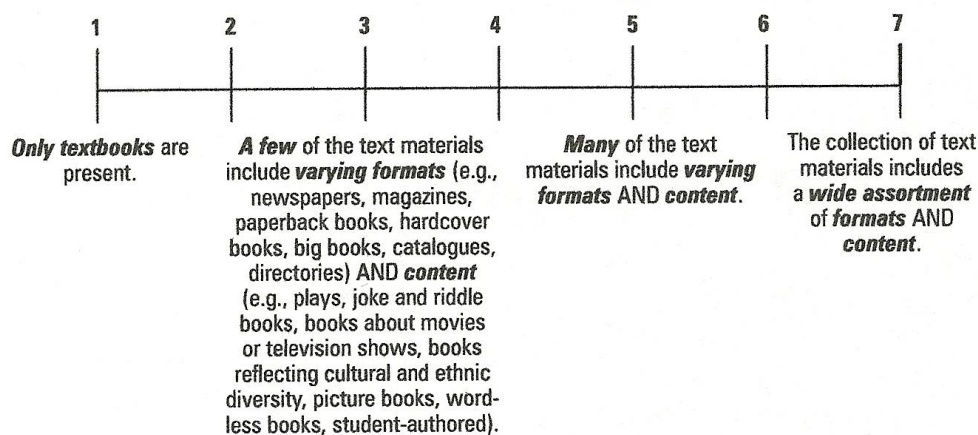 1 2 3 4 5 6 7
Only textbooks are
present.
A few of the text materials
include varying formats (e.g.,
newspapers, magazines,
paperback books, hardcover
books, big books, catalogues,
directories) AND content
(e.g., plays, joke and riddle
books, books about movies
or television shows, books
reflecting cultural and ethnic
diversity, picture books, word-
less books, student-authored).
Many of the text
materials include varying
formats AND content.
The collection of text
materials includes
a wide assortment
of formats AND
content.